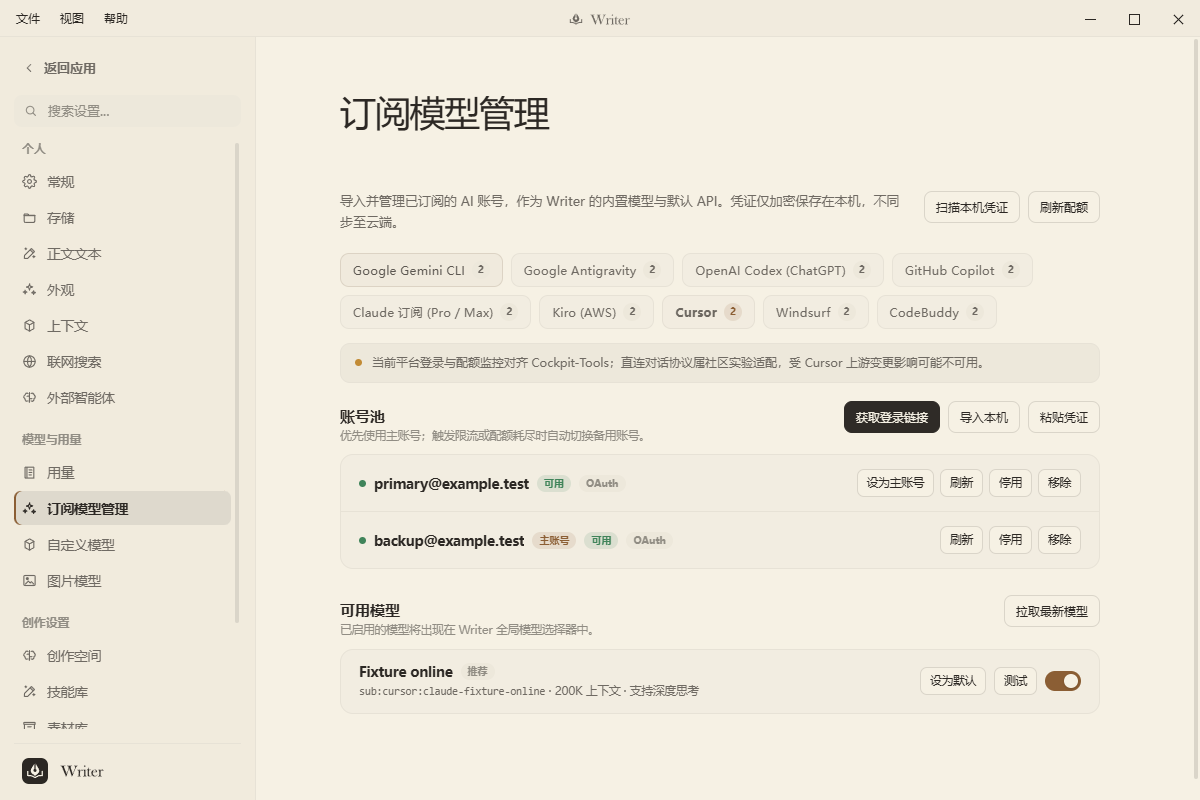 文件 视图 帮助
Writer
返回应用
搜索设置...
个人
常规
存储
正文文本
外观
上下文
联网搜索
外部智能体
模型与用量
用量
订阅模型管理
自定义模型
图片模型
创作设置
创作空间
技能库
素材库
Writer
订阅模型管理
导入并管理已订阅的 AI 账号，作为 Writer 的内置模型与默认 API。凭证仅加密保存在本机，不同
步至云端。
扫描本机凭证 刷新配额
Google Gemini CLI 2 Google Antigravity 2 OpenAI Codex (ChatGPT) 2 GitHub Copilot 2
Claude 订阅 (Pro / Max) 2 Kiro (AWS) 2 Cursor 2 Windsurf 2 CodeBuddy 2
当前平台登录与配额监控对齐 Cockpit-Tools；直连对话协议属社区实验适配，受 Cursor 上游变更影响可能不可用。
账号池
优先使用主账号；触发限流或配额耗尽时自动切换备用账号。
获取登录链接 导入本机 粘贴凭证
primary@example.test 可用 OAuth 设为主账号 刷新 停用 移除
backup@example.test 主账号 可用 OAuth 刷新 停用 移除
可用模型
已启用的模型将出现在 Writer 全局模型选择器中。
拉取最新模型
Fixture online 推荐
sub:cursor:claude-fixture-online · 200K 上下文 · 支持深度思考
设为默认 测试